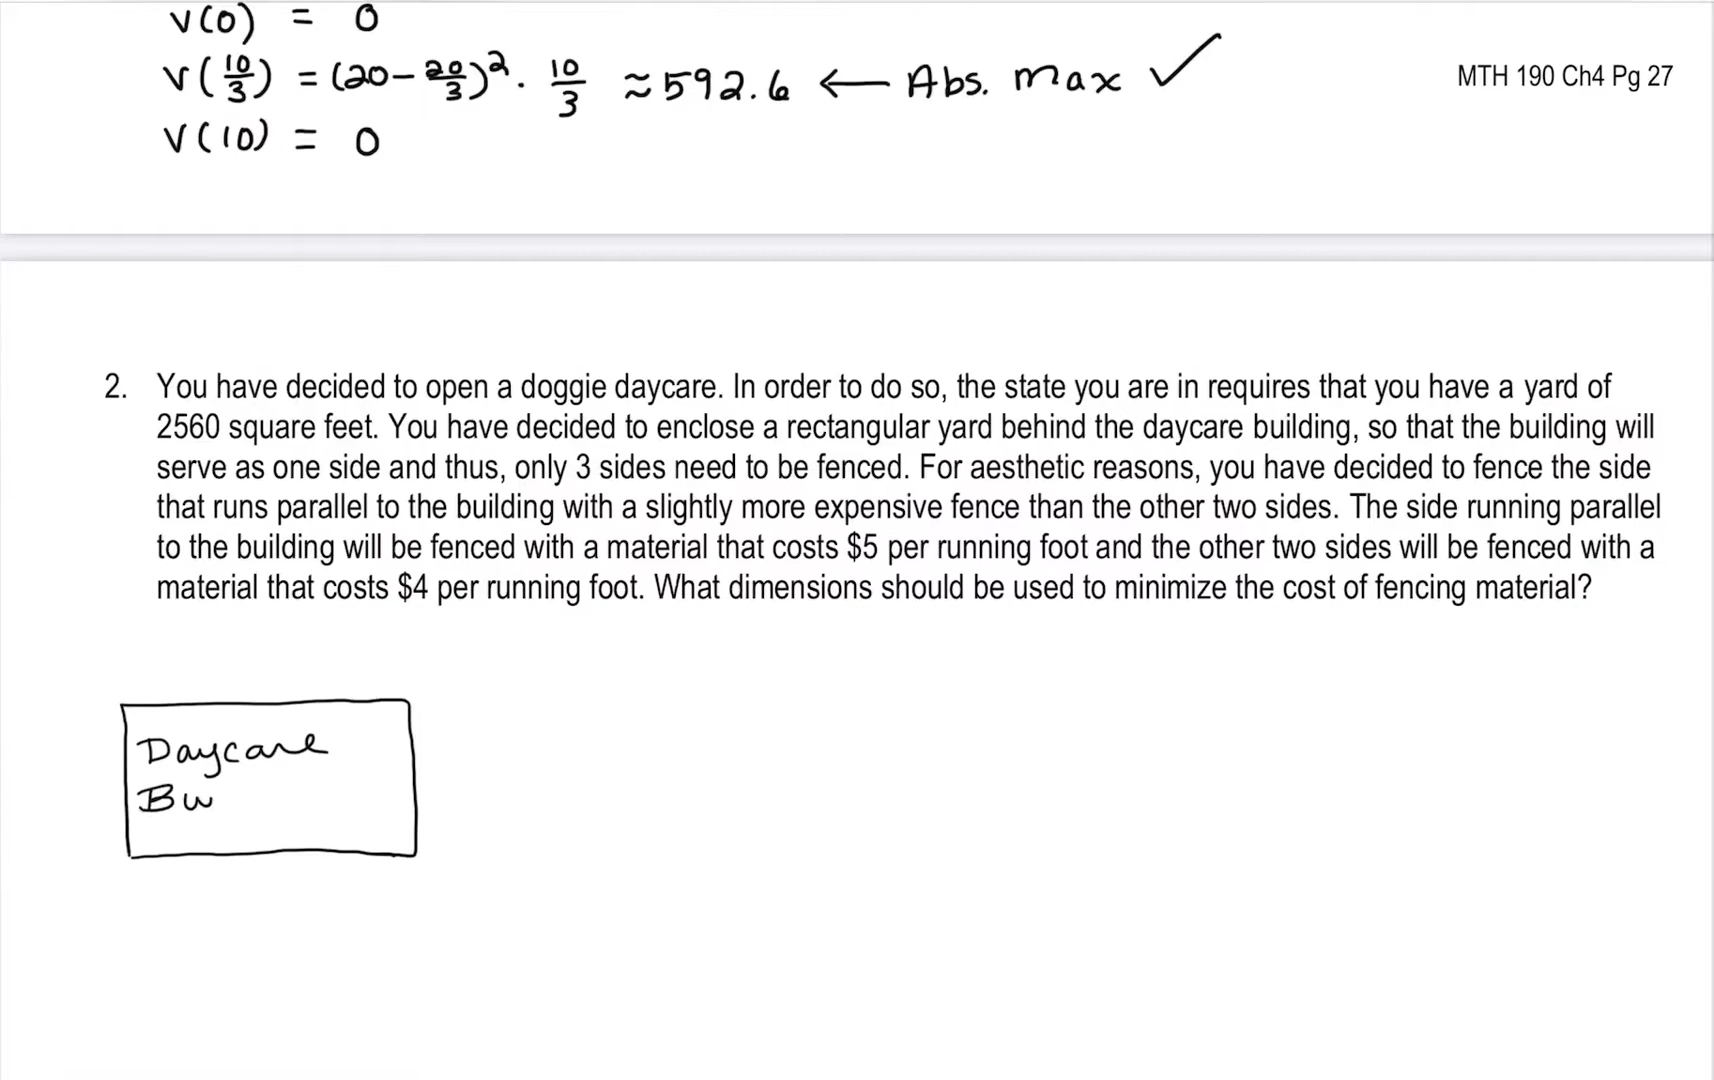 v(0) = 0
v(10/3) = (20 - 20/3)² · 10/3 ≈ 592.6 ← Abs. max ✓
MTH 190 Ch4 Pg 27
v(10) = 0
2. You have decided to open a doggie daycare. In order to do so, the state you are in requires that you have a yard of
2560 square feet. You have decided to enclose a rectangular yard behind the daycare building, so that the building will
serve as one side and thus, only 3 sides need to be fenced. For aesthetic reasons, you have decided to fence the side
that runs parallel to the building with a slightly more expensive fence than the other two sides. The side running parallel
to the building will be fenced with a material that costs $5 per running foot and the other two sides will be fenced with a
material that costs $4 per running foot. What dimensions should be used to minimize the cost of fencing material?
Daycare
Bu